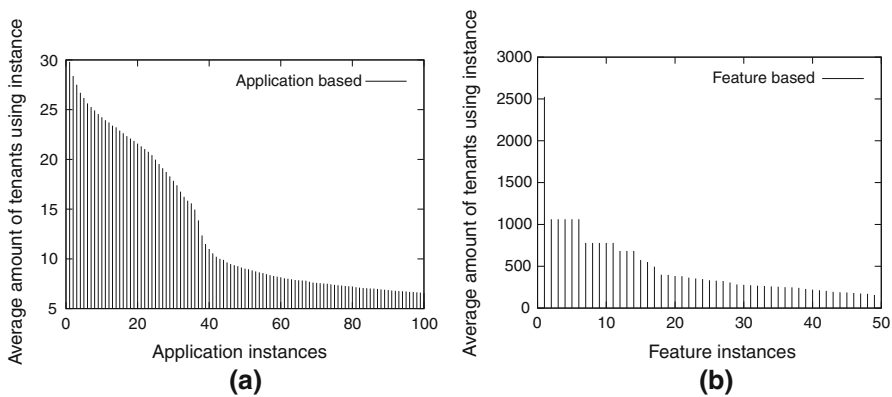 Average amount of tenants using instance
30
25
20
15
10
5
Application based
0 20 40 60 80 100
Application instances
(a)
Average amount of tenants using instance
3000
2500
2000
1500
1000
500
0
Feature based
0 10 20 30 40 50
Feature instances
(b)